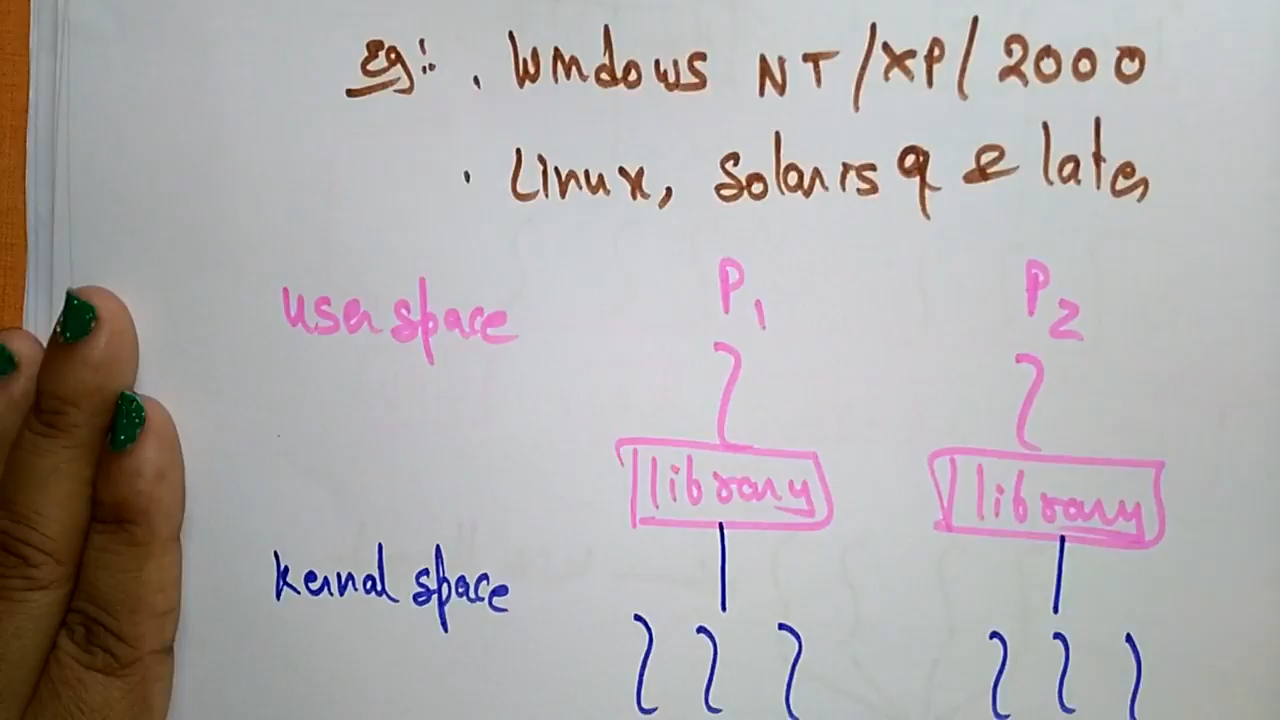 Eg:- . Windows NT/XP/2000
. Linux, Solaris 9 & later
User space P1 P2
library library
Kernal space